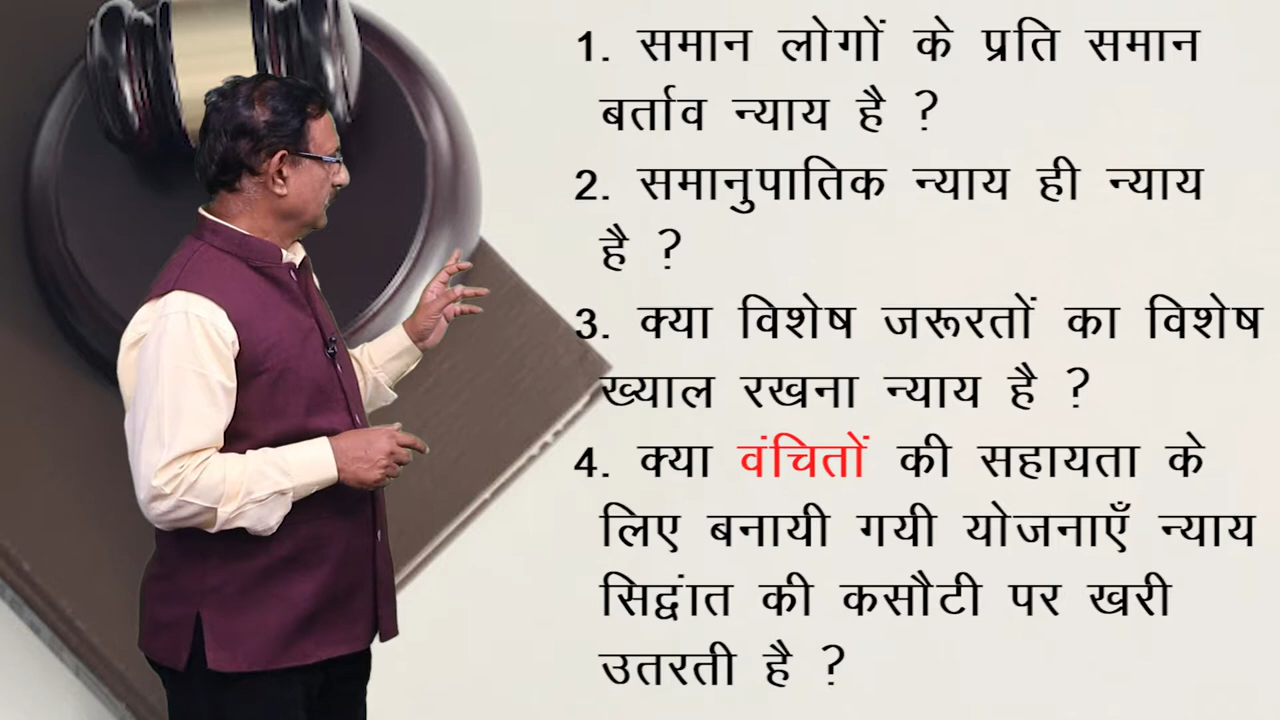 1. समान लोगों के प्रति समान
बर्ताव न्याय है ?
2. समानुपातिक न्याय ही न्याय
है ?
3. क्या विशेष जरूरतों का विशेष
ख्याल रखना न्याय है ?
4. क्या वंचितों की सहायता के
लिए बनायी गयी योजनाएँ न्याय
सिद्वांत की कसौटी पर खरी
उतरती है ?